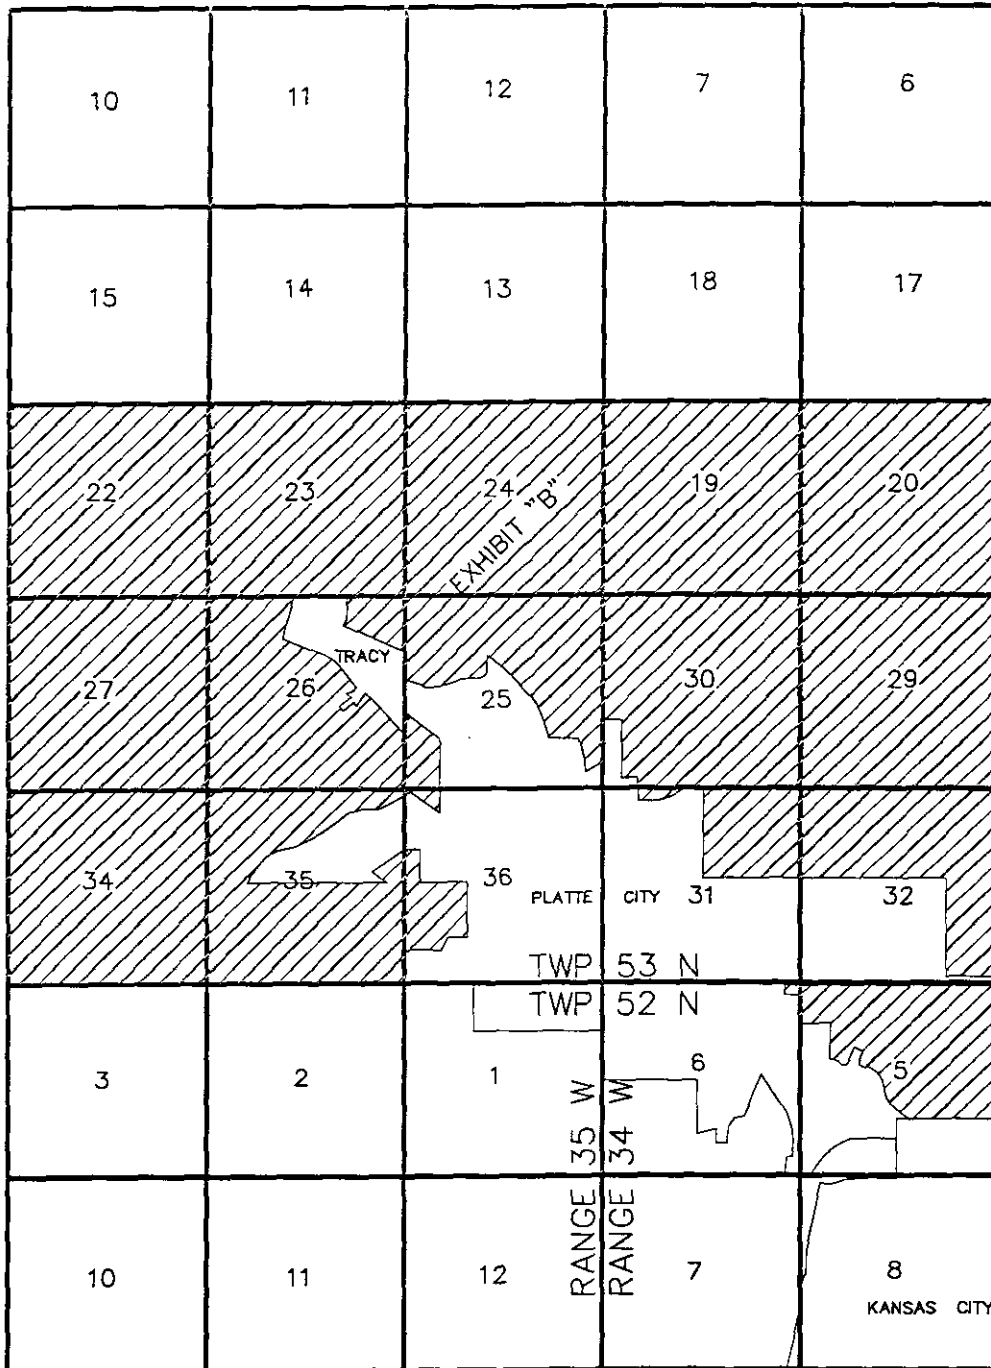 10 11 12 7 6
15 14 13 18 17
22 23 24 19 20
EXHIBIT "B"
TRACY
27 26 25 30 29
34 35 36 31 32
PLATTE CITY
TWP 53 N
TWP 52 N
3 2 1 6 5
RANGE 35 W
RANGE 34 W
10 11 12 7 8
KANSAS CITY